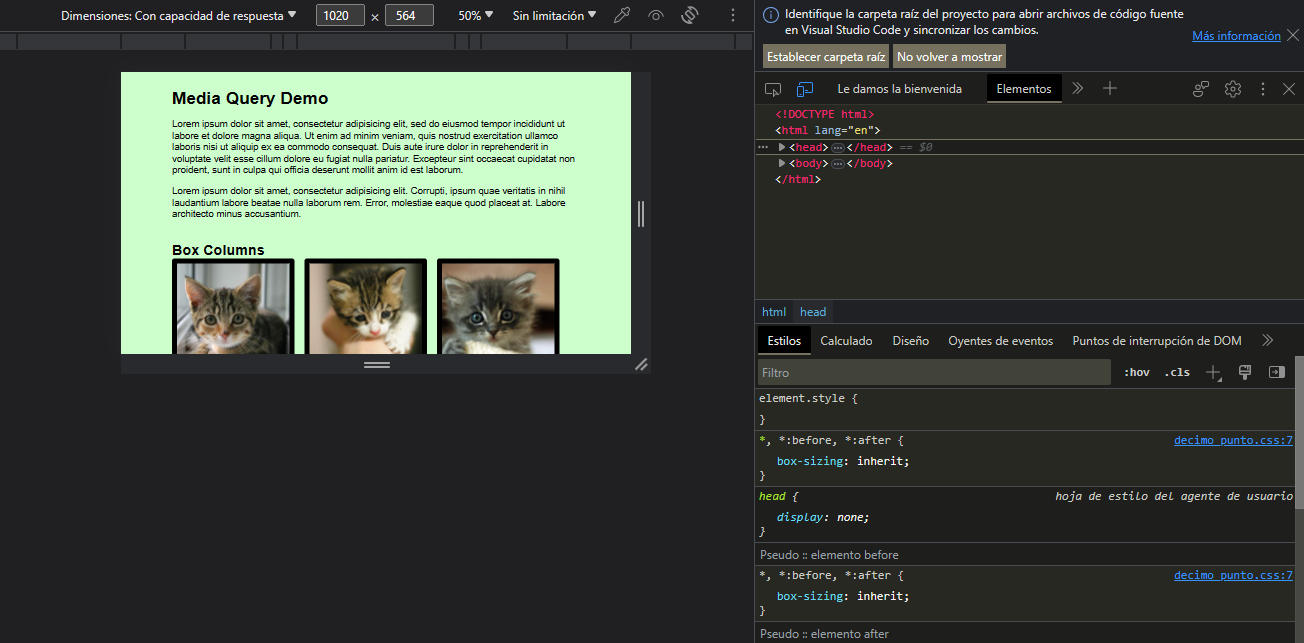 Dimensiones: Con capacidad de respuesta 1020 × 564 50% Sin limitación
Media Query Demo
Lorem ipsum dolor sit amet, consectetur adipisicing elit, sed do eiusmod tempor incididunt ut
labore et dolore magna aliqua. Ut enim ad minim veniam, quis nostrud exercitation ullamco
laboris nisi ut aliquip ex ea commodo consequat. Duis aute irure dolor in reprehenderit in
voluptate velit esse cillum dolore eu fugiat nulla pariatur. Excepteur sint occaecat cupidatat non
proident, sunt in culpa qui officia deserunt mollit anim id est laborum.
Lorem ipsum dolor sit amet, consectetur adipisicing elit. Corrupti, ipsum quae veritatis in nihil
laudantium labore beatae nulla laborum rem. Error, molestiae eaque quod placeat at. Labore
architecto minus accusantium.
Box Columns
Identifique la carpeta raíz del proyecto para abrir archivos de código fuente
en Visual Studio Code y sincronizar los cambios.
Más información
Establecer carpeta raíz No volver a mostrar
Le damos la bienvenida Elementos
<!DOCTYPE html>
<html lang="en">
<head>…</head> == $0
<body>…</body>
</html>
html head
Estilos Calculado Diseño Oyentes de eventos Puntos de interrupción de DOM
Filtro :hov .cls
element.style {
}
*, *:before, *:after { decimo_punto.css:7
box-sizing: inherit;
}
head { hoja de estilo del agente de usuario
display: none;
}
Pseudo :: elemento before
*, *:before, *:after { decimo_punto.css:7
box-sizing: inherit;
}
Pseudo :: elemento after